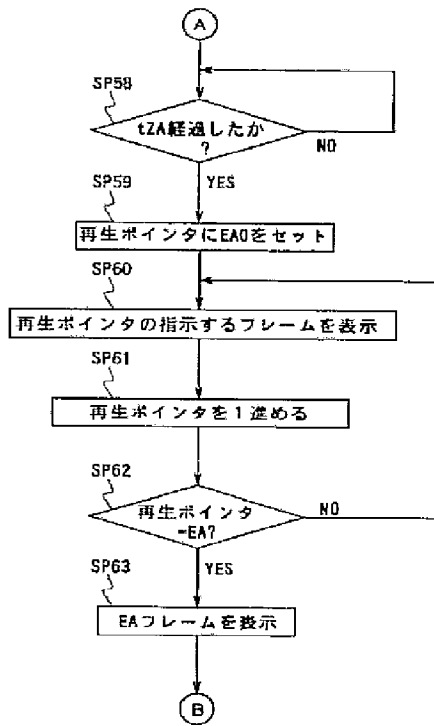 A
SP58
tZA経過したか
?
NO
YES
SP59
再生ポインタにEA0をセット
SP60
再生ポインタの指示するフレームを表示
SP61
再生ポインタを1進める
SP62
再生ポインタ
=EA?
NO
YES
SP63
EAフレームを表示
B